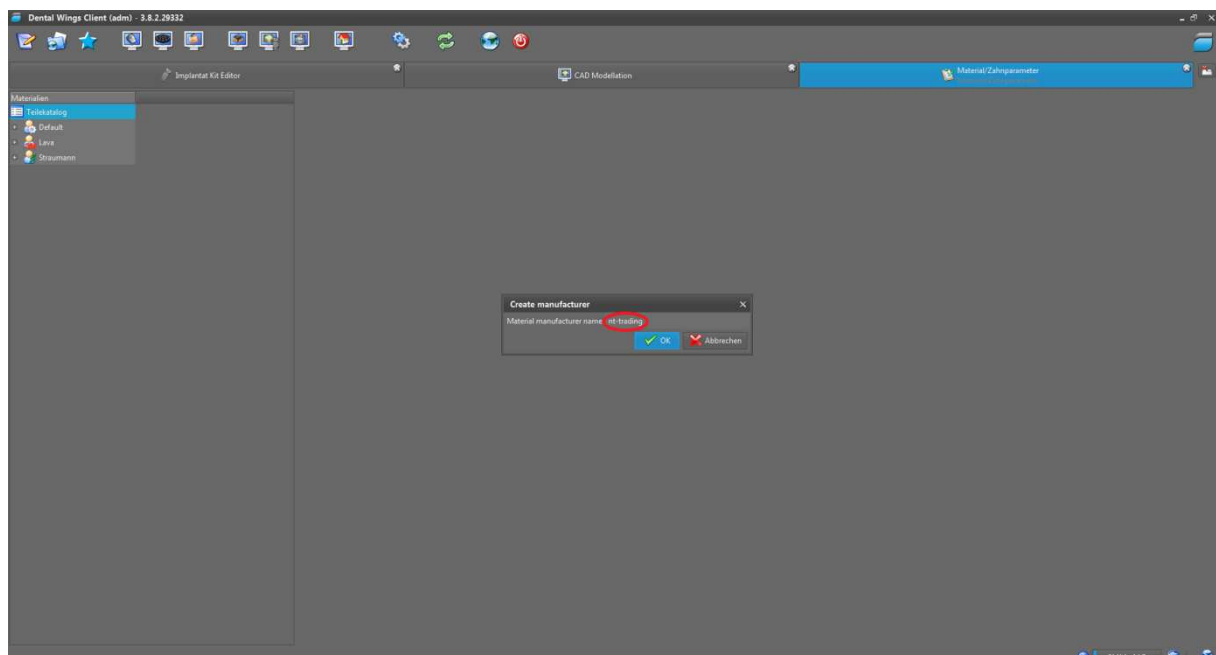 Dental Wings Client (adm) - 3.8.2.29332
Implantat Kit Editor
CAD Modellation
Material/Zahnparameter
Materialien
Teilekatalog
Default
Lava
Straumann
Create manufacturer
Material manufacturer name nt-trading
OK
Abbrechen